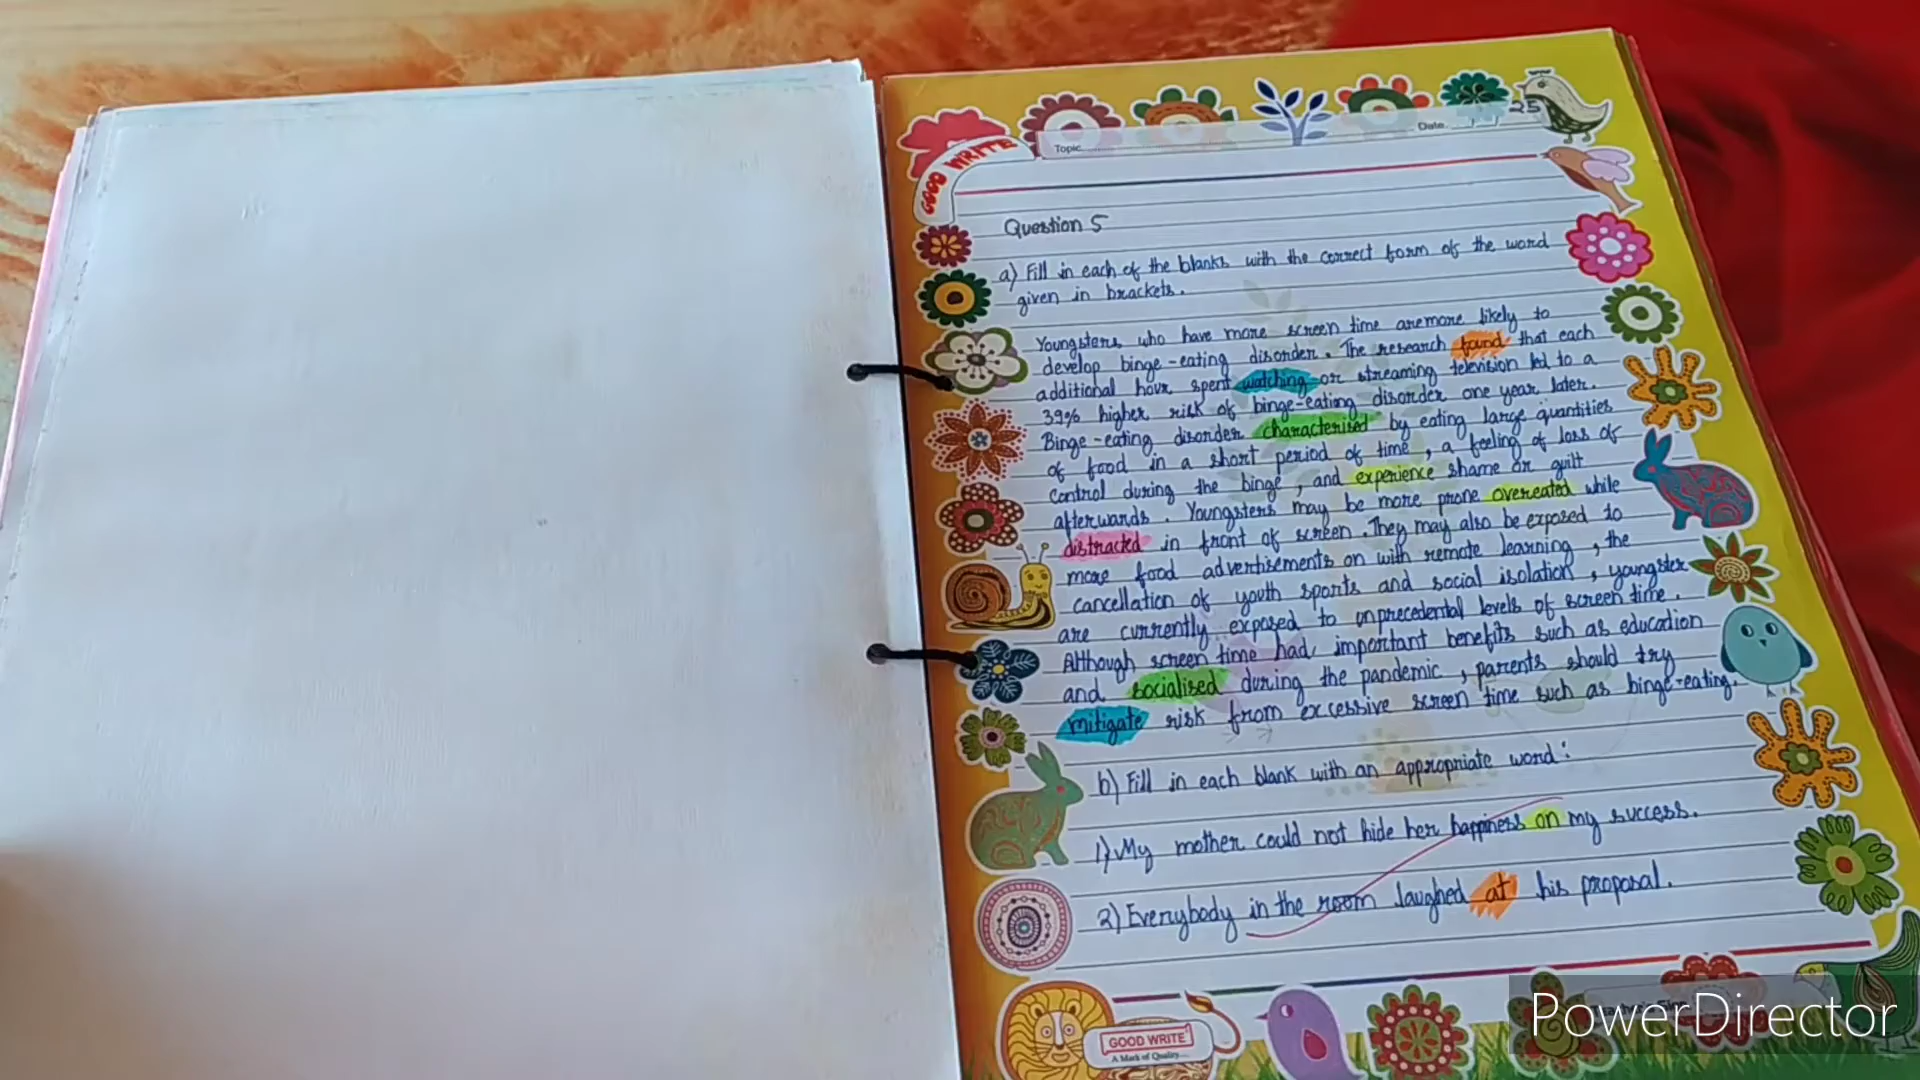 25
Date
Topic
GOOD WRITE
Question 5
a) Fill in each of the blanks with the correct form of the word
given in brackets.
Youngsters who have more screen time are more likely to
develop binge-eating disorder. The research found that each
additional hour spent watching or streaming television led to a
39% higher risk of binge-eating disorder one year later.
Binge-eating disorder characterised by eating large quantities
of food in a short period of time, a feeling of loss of
control during the binge, and experience shame or guilt
afterwards. Youngsters may be more prone overeated while
distracted in front of screen. They may also be exposed to
more food advertisements on with remote learning, the
cancellation of youth sports and social isolation, youngster
are currently exposed to unprecedental levels of screen time.
Although screen time had important benefits such as education
and socialised during the pandemic, parents should try
mitigate risk from excessive screen time such as binge-eating.
b) Fill in each blank with an appropriate word:
1) My mother could not hide her happiness on my success.
2) Everybody in the room laughed at his proposal.
GOOD WRITE
A Mark of Quality....
PowerDirector